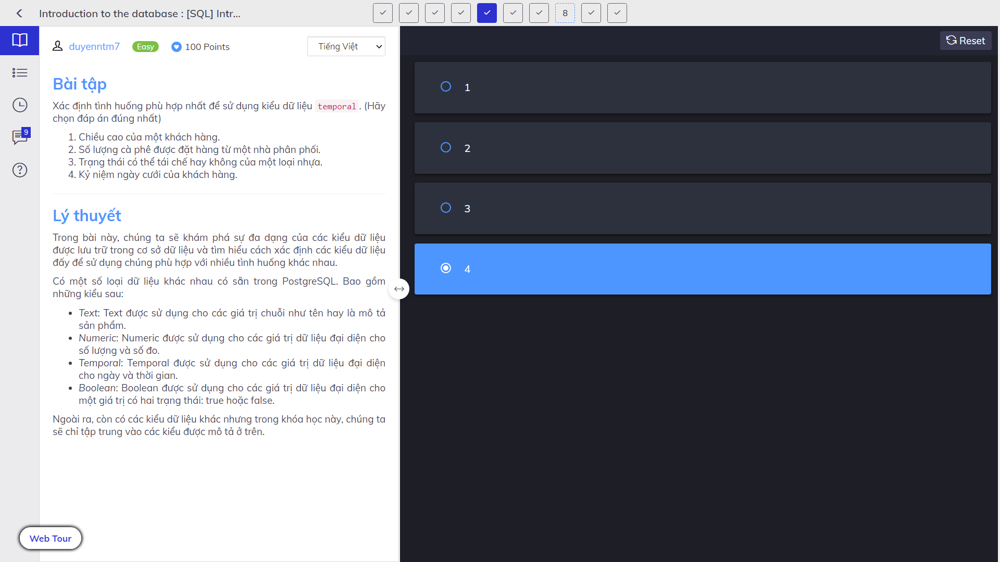 Introduction to the database : [SQL] Intr...
8
duyenntm7
Easy
100 Points
Tiếng Việt
Reset
9
Bài tập
Xác định tình huống phù hợp nhất để sử dụng kiểu dữ liệu temporal. (Hãy
chọn đáp án đúng nhất)
1. Chiều cao của một khách hàng.
2. Số lượng cà phê được đặt hàng từ một nhà phân phối.
3. Trạng thái có thể tái chế hay không của một loại nhựa.
4. Kỷ niệm ngày cưới của khách hàng.
Lý thuyết
Trong bài này, chúng ta sẽ khám phá sự đa dạng của các kiểu dữ liệu
được lưu trữ trong cơ sở dữ liệu và tìm hiểu cách xác định các kiểu dữ liệu
đấy để sử dụng chúng phù hợp với nhiều tình huống khác nhau.
Có một số loại dữ liệu khác nhau có sẵn trong PostgreSQL. Bao gồm
những kiểu sau:
• Text: Text được sử dụng cho các giá trị chuỗi như tên hay là mô tả
sản phẩm.
• Numeric: Numeric được sử dụng cho các giá trị dữ liệu đại diện cho
số lượng và số đo.
• Temporal: Temporal được sử dụng cho các giá trị dữ liệu đại diện
cho ngày và thời gian.
• Boolean: Boolean được sử dụng cho các giá trị dữ liệu đại diện cho
một giá trị có hai trạng thái: true hoặc false.
Ngoài ra, còn có các kiểu dữ liệu khác nhưng trong khóa học này, chúng ta
sẽ chỉ tập trung vào các kiểu được mô tả ở trên.
Web Tour
1
2
3
4